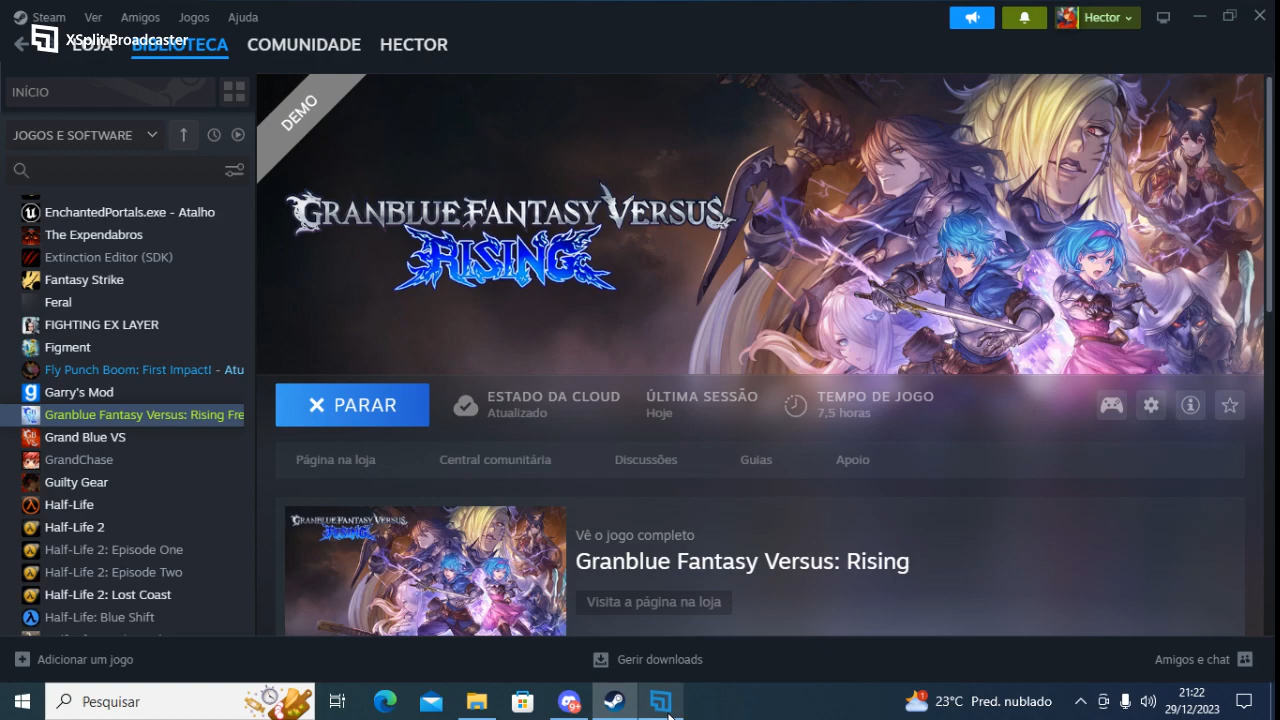 Steam Ver Amigos Jogos Ajuda
Hector
XSplit Broadcaster
LOJA BIBLIOTECA COMUNIDADE HECTOR
INÍCIO
JOGOS E SOFTWARE
EnchantedPortals.exe - Atalho
The Expendabros
Extinction Editor (SDK)
Fantasy Strike
Feral
FIGHTING EX LAYER
Figment
Fly Punch Boom: First Impact! - Atu
Garry's Mod
Granblue Fantasy Versus: Rising Fre
Grand Blue VS
GrandChase
Guilty Gear
Half-Life
Half-Life 2
Half-Life 2: Episode One
Half-Life 2: Episode Two
Half-Life 2: Lost Coast
Half-Life: Blue Shift
DEMO
GRANBLUE FANTASY VERSUS
RISING
PARAR
ESTADO DA CLOUD
Atualizado
ÚLTIMA SESSÃO
Hoje
TEMPO DE JOGO
7,5 horas
Página na loja Central comunitária Discussões Guias Apoio
GRANBLUE FANTASY VERSUS
RISING
Vê o jogo completo
Granblue Fantasy Versus: Rising
Visita a página na loja
Adicionar um jogo
Gerir downloads
Amigos e chat
Pesquisar
9+
1
23°C Pred. nublado
21:22
29/12/2023